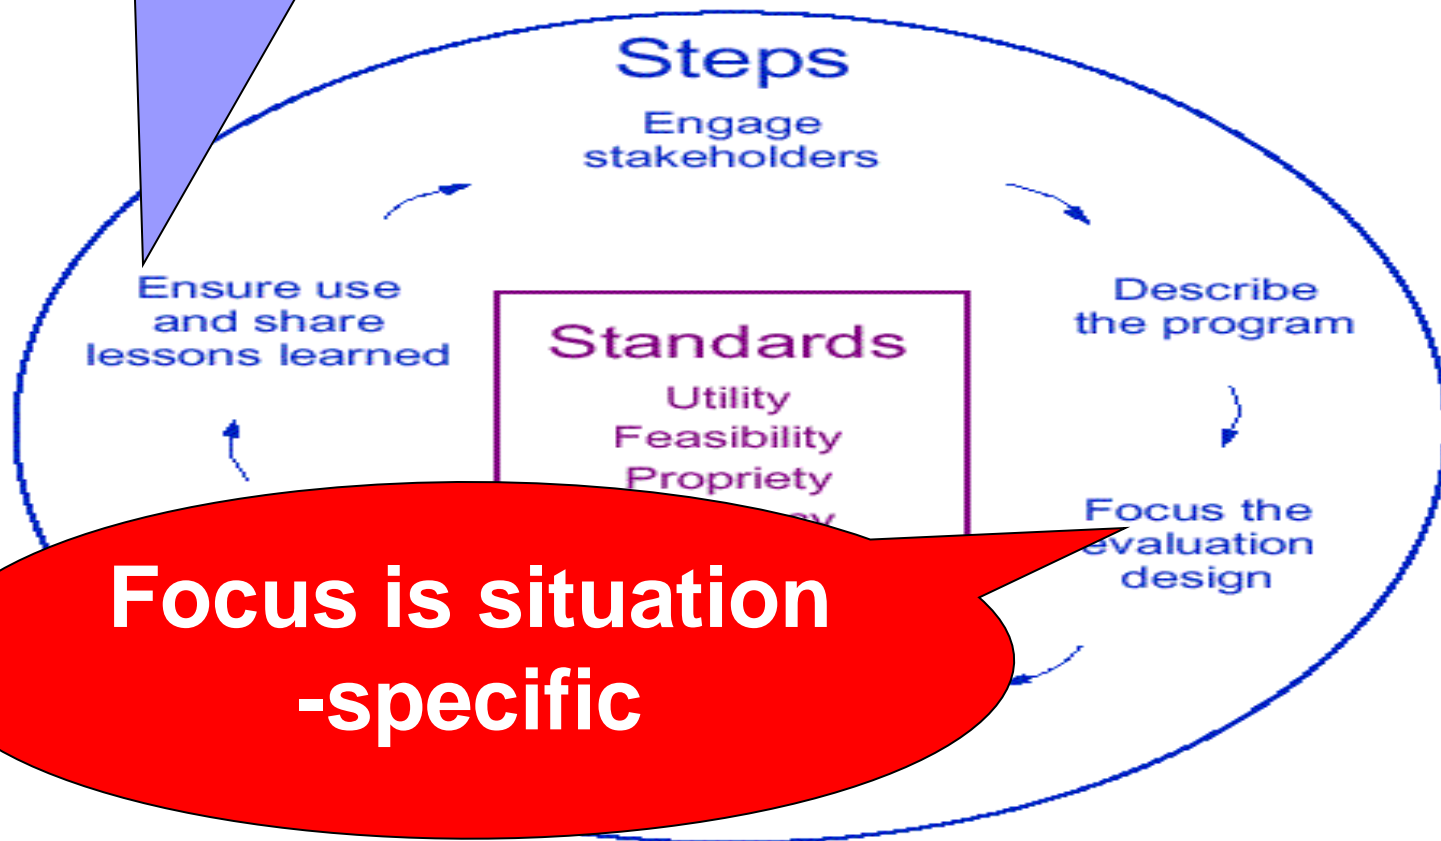 Steps
Engage
stakeholders
Ensure use
and share
lessons learned
Describe
the program
Standards
Utility
Feasibility
Propriety
Focus the
evaluation
design
Focus is situation
-specific